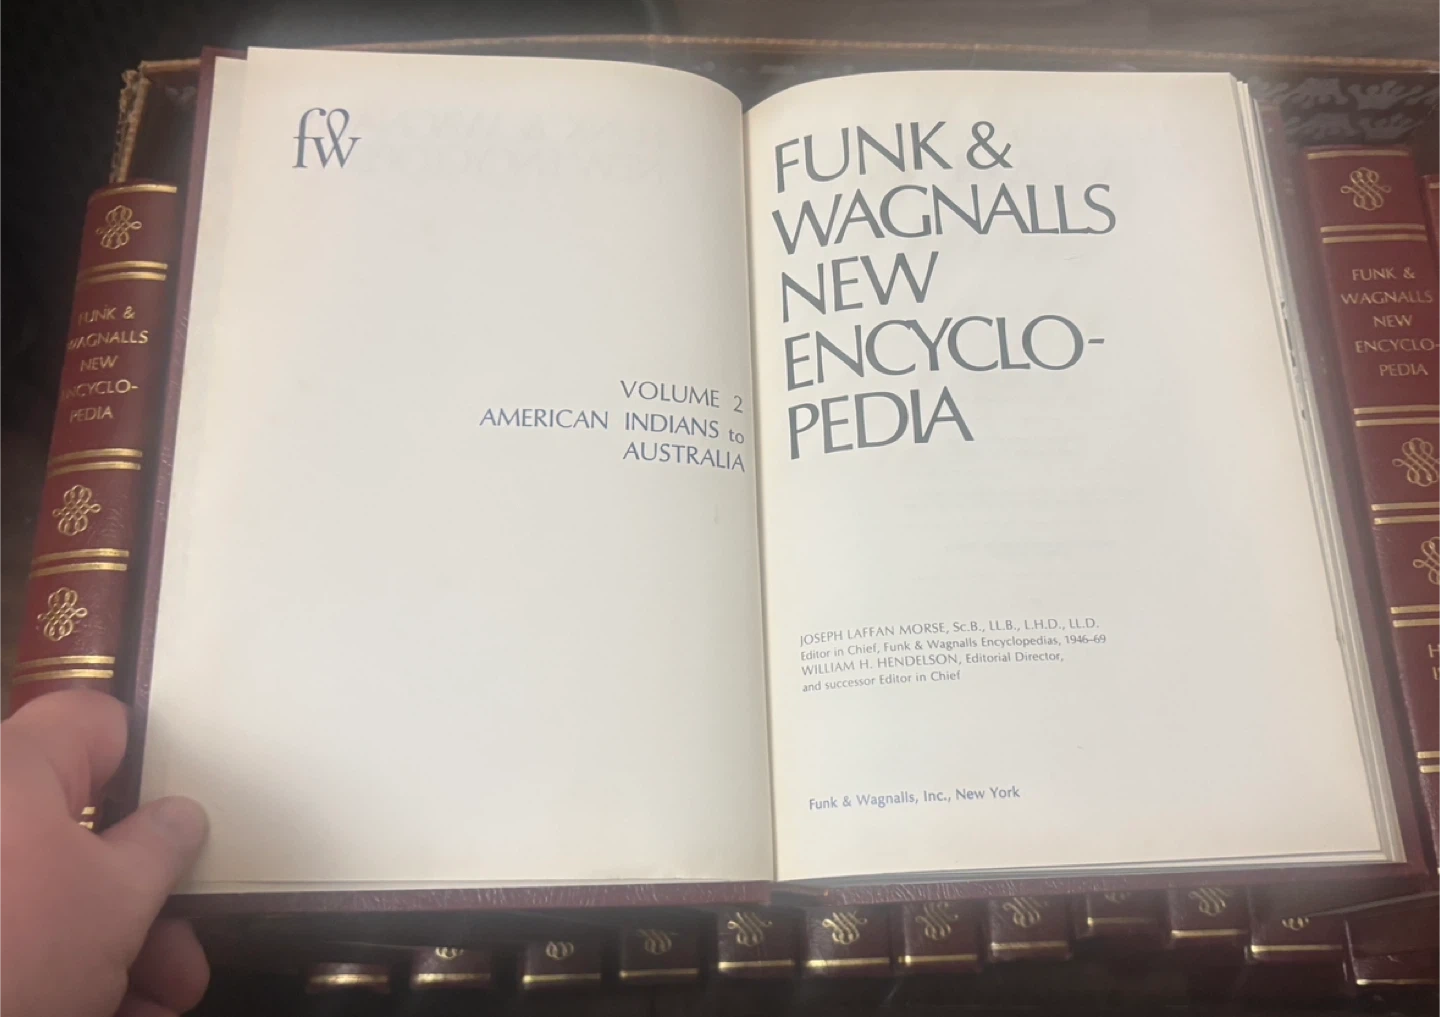 f&w
VOLUME 2
AMERICAN INDIANS to
AUSTRALIA
FUNK &
WAGNALLS
NEW
ENCYCLO-
PEDIA
JOSEPH LAFFAN MORSE, Sc.B., LL.B., L.H.D., LL.D.
Editor in Chief, Funk & Wagnalls Encyclopedias, 1946–69
WILLIAM H. HENDELSON, Editorial Director,
and successor Editor in Chief
Funk & Wagnalls, Inc., New York
FUNK &
WAGNALLS
NEW
ENCYCLO-
PEDIA
FUNK &
WAGNALLS
NEW
ENCYCLO-
PEDIA